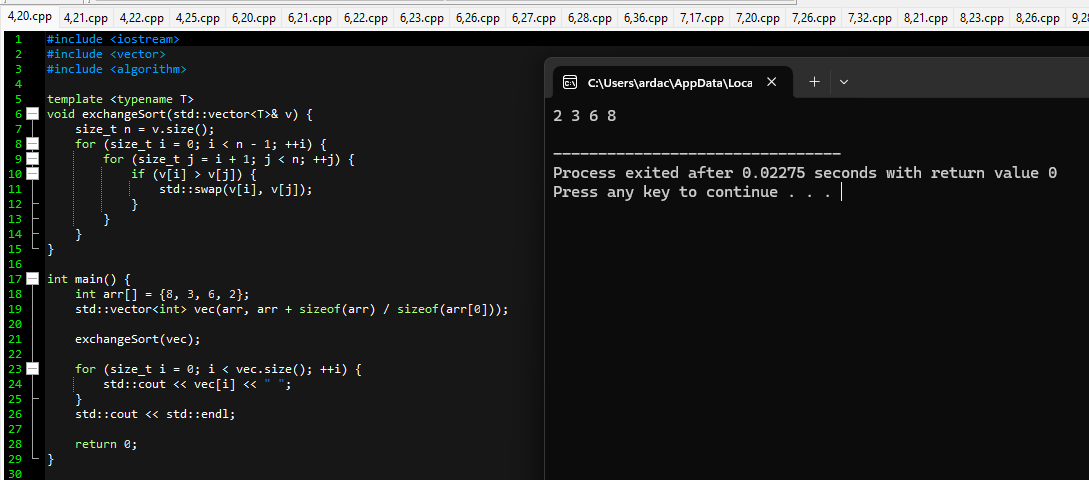 4,20.cpp 4,21.cpp 4,22.cpp 4,25.cpp 6,20.cpp 6,21.cpp 6,22.cpp 6,23.cpp 6,26.cpp 6,27.cpp 6,28.cpp 6,36.cpp 7,17.cpp 7,20.cpp 7,26.cpp 7,32.cpp 8,21.cpp 8,23.cpp 8,26.cpp 9,28
1 #include <iostream>
2 #include <vector>
3 #include <algorithm>
4
5 template <typename T>
6 void exchangeSort(std::vector<T>& v) {
7 size_t n = v.size();
8 for (size_t i = 0; i < n - 1; ++i) {
9 for (size_t j = i + 1; j < n; ++j) {
10 if (v[i] > v[j]) {
11 std::swap(v[i], v[j]);
12 }
13 }
14 }
15 }
16
17 int main() {
18 int arr[] = {8, 3, 6, 2};
19 std::vector<int> vec(arr, arr + sizeof(arr) / sizeof(arr[0]));
20
21 exchangeSort(vec);
22
23 for (size_t i = 0; i < vec.size(); ++i) {
24 std::cout << vec[i] << " ";
25 }
26 std::cout << std::endl;
27
28 return 0;
29 }
30
C:\Users\ardac\AppData\Loca
2 3 6 8
--------------------------------
Process exited after 0.02275 seconds with return value 0
Press any key to continue . . .